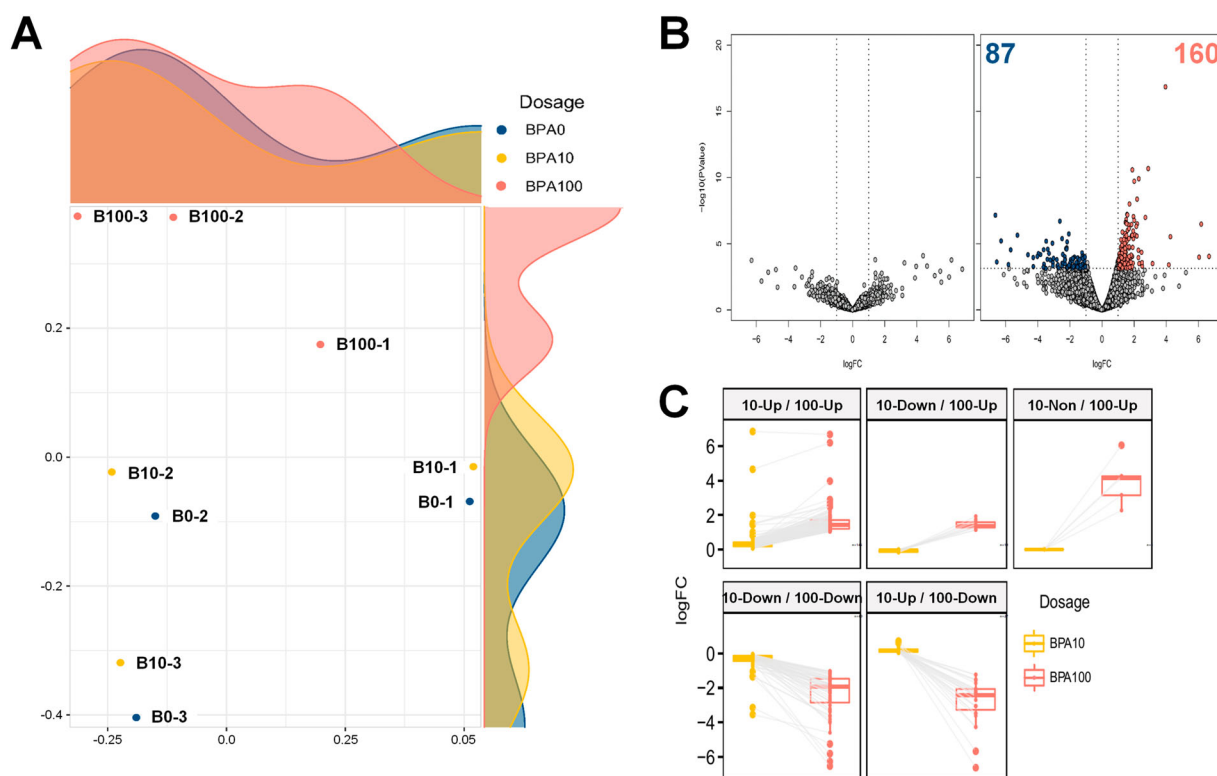 A
Dosage
BPA0
BPA10
BPA100
B100-3
B100-2
B100-1
B10-2
B10-1
B0-1
B0-2
B10-3
B0-3
0.2
0.0
-0.2
-0.4
-0.25
0.0
0.25
0.05
B
87
160
20
15
10
5
0
-log10(PValue)
-6
-4
-2
0
2
4
6
logFC
20
15
10
5
0
-6
-4
-2
0
2
4
6
logFC
C
10-Up / 100-Up
10-Down / 100-Up
10-Non / 100-Up
6
4
2
0
10-Down / 100-Down
10-Up / 100-Down
0
-2
-4
-6
logFC
Dosage
BPA10
BPA100